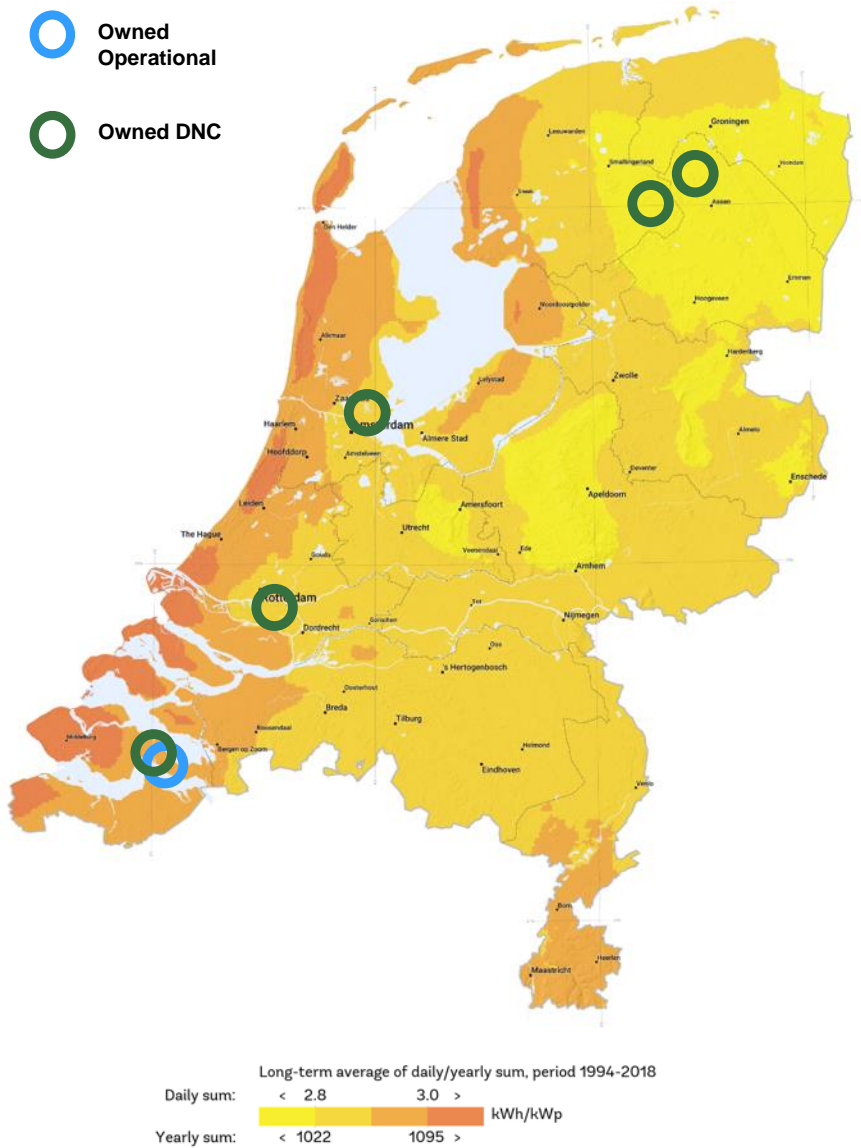 Owned
Operational
Owned DNC
Groningen
Leeuwarden
Smallingerland
Assen
Den Helder
Emmen
Hoogeveen
Noordoostpolder
Alkmaar
Hardenberg
Zwolle
Lelystad
Haarlem
Almere Stad
Almelo
Hoofddorp
Amstelveen
Deventer
Enschede
Apeldoorn
Leiden
Amersfoort
Utrecht
The Hague
Veenendaal
Ede
Gouda
Arnhem
Tiel
Nijmegen
Gorinchem
Dordrecht
Oss
's Hertogenbosch
Oosterhout
Breda
Tilburg
Roosendaal
Middelburg
Bergen op Zoom
Helmond
Eindhoven
Venlo
Born
Heerlen
Maastricht
Long-term average of daily/yearly sum, period 1994-2018
Daily sum: < 2.8 3.0 >
kWh/kWp
Yearly sum: < 1022 1095 >